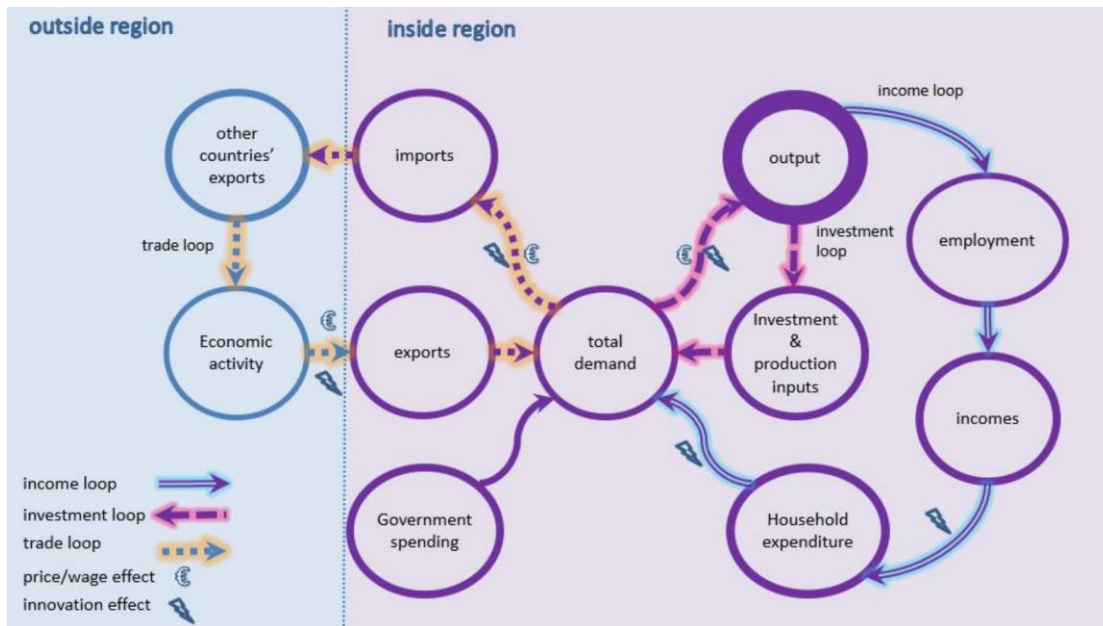 outside region
inside region
other
countries'
exports
imports
output
income loop
employment
trade loop
investment
loop
Economic
activity
exports
total
demand
Investment
&
production
inputs
incomes
Government
spending
Household
expenditure
income loop
investment loop
trade loop
price/wage effect
innovation effect